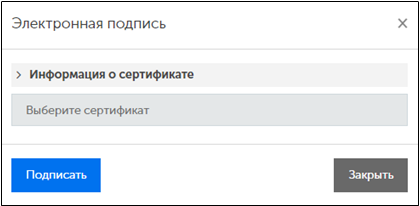 Электронная подпись
Информация о сертификате
Выберите сертификат
Подписать Закрыть